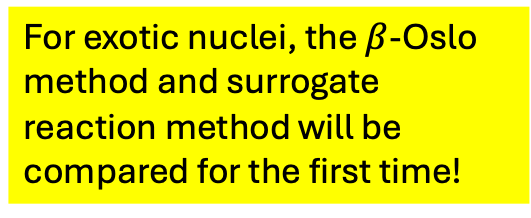 For exotic nuclei, the β-Oslo
method and surrogate
reaction method will be
compared for the first time!